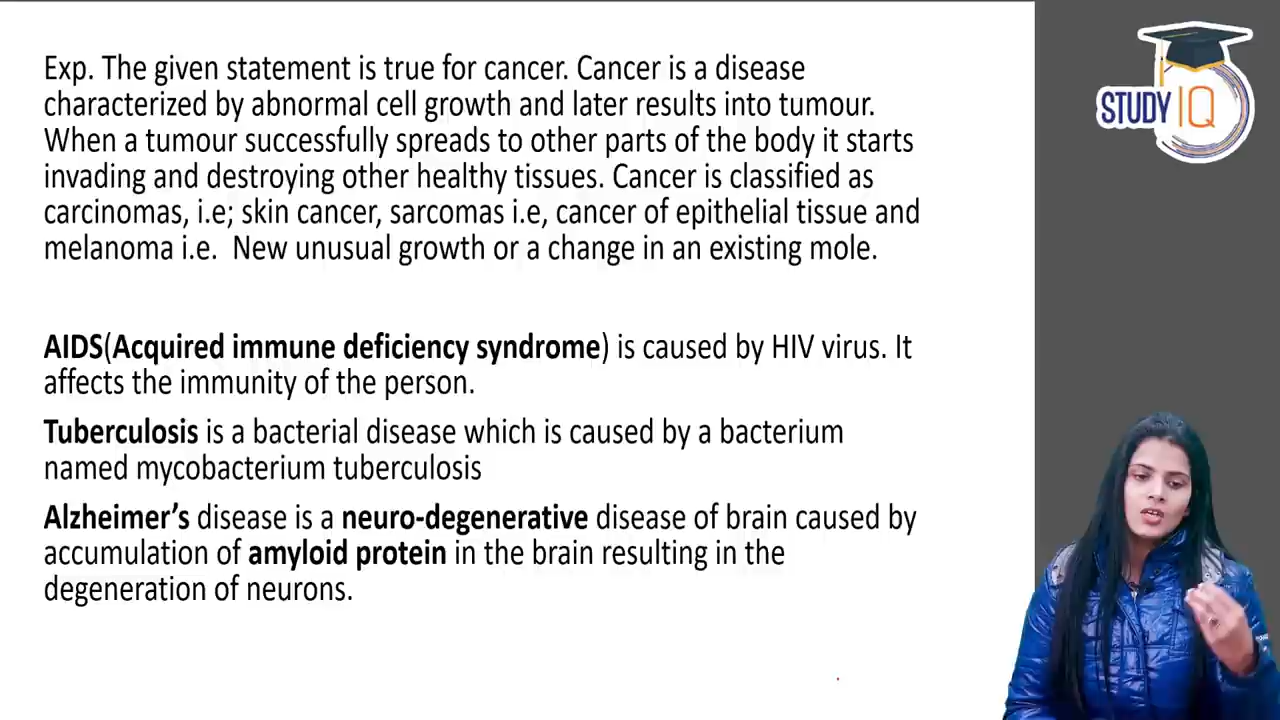 Exp. The given statement is true for cancer. Cancer is a disease
characterized by abnormal cell growth and later results into tumour.
When a tumour successfully spreads to other parts of the body it starts
invading and destroying other healthy tissues. Cancer is classified as
carcinomas, i.e; skin cancer, sarcomas i.e, cancer of epithelial tissue and
melanoma i.e.  New unusual growth or a change in an existing mole.
AIDS(Acquired immune deficiency syndrome) is caused by HIV virus. It
affects the immunity of the person.
Tuberculosis is a bacterial disease which is caused by a bacterium
named mycobacterium tuberculosis
Alzheimer’s disease is a neuro-degenerative disease of brain caused by
accumulation of amyloid protein in the brain resulting in the
degeneration of neurons.
STUDY IQ